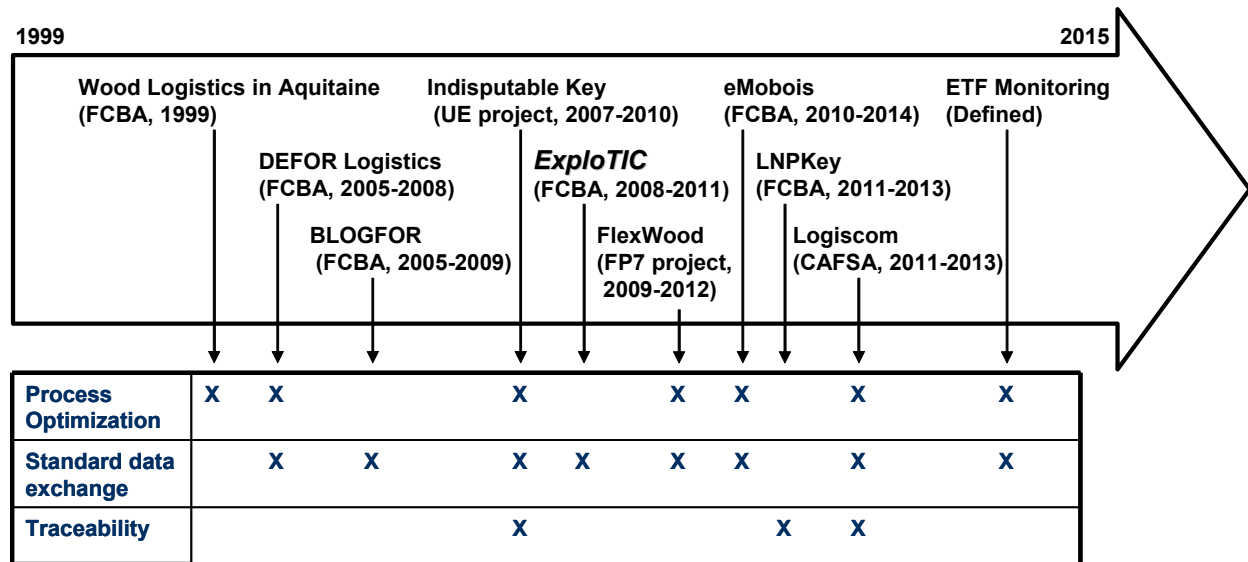 1999
2015
Wood Logistics in Aquitaine
(FCBA, 1999)
Indisputable Key
(UE project, 2007-2010)
eMobois
(FCBA, 2010-2014)
ETF Monitoring
(Defined)
DEFOR Logistics
(FCBA, 2005-2008)
ExploTIC
(FCBA, 2008-2011)
LNPKey
(FCBA, 2011-2013)
BLOGFOR
(FCBA, 2005-2009)
FlexWood
(FP7 project,
2009-2012)
Logiscom
(CAFSA, 2011-2013)
Process
Optimization
X X X X X X X
Standard data
exchange
X X X X X X X X
Traceability
X X X